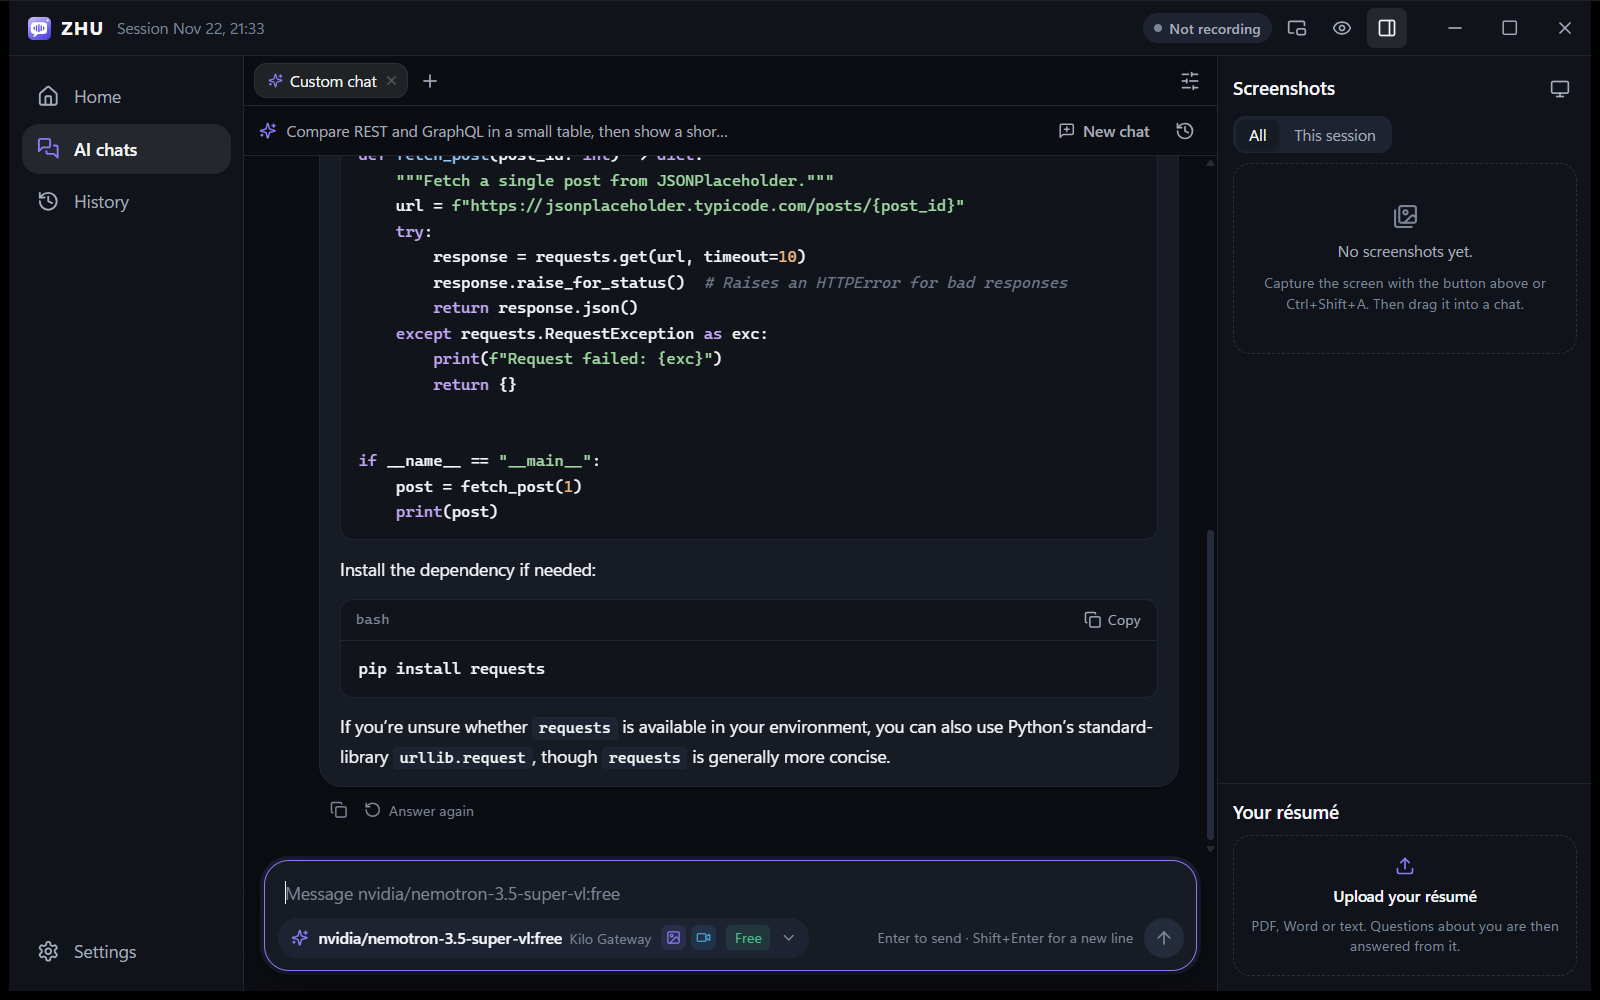 ZHU
Session Nov 22, 21:33
Not recording
Home
AI chats
History
Settings
Custom chat
Compare REST and GraphQL in a small table, then show a shor...
New chat
def fetch_post(post_id: int) -> dict:
"""Fetch a single post from JSONPlaceholder."""
url = f"https://jsonplaceholder.typicode.com/posts/{post_id}"
try:
response = requests.get(url, timeout=10)
response.raise_for_status()  # Raises an HTTPError for bad responses
return response.json()
except requests.RequestException as exc:
print(f"Request failed: {exc}")
return {}
if __name__ == "__main__":
post = fetch_post(1)
print(post)
Install the dependency if needed:
bash
Copy
pip install requests
If you’re unsure whether requests is available in your environment, you can also use Python’s standard-
library urllib.request, though requests is generally more concise.
Answer again
Message nvidia/nemotron-3.5-super-vl:free
nvidia/nemotron-3.5-super-vl:free Kilo Gateway Free
Enter to send · Shift+Enter for a new line
Screenshots
All
This session
No screenshots yet.
Capture the screen with the button above or
Ctrl+Shift+A. Then drag it into a chat.
Your résumé
Upload your résumé
PDF, Word or text. Questions about you are then
answered from it.